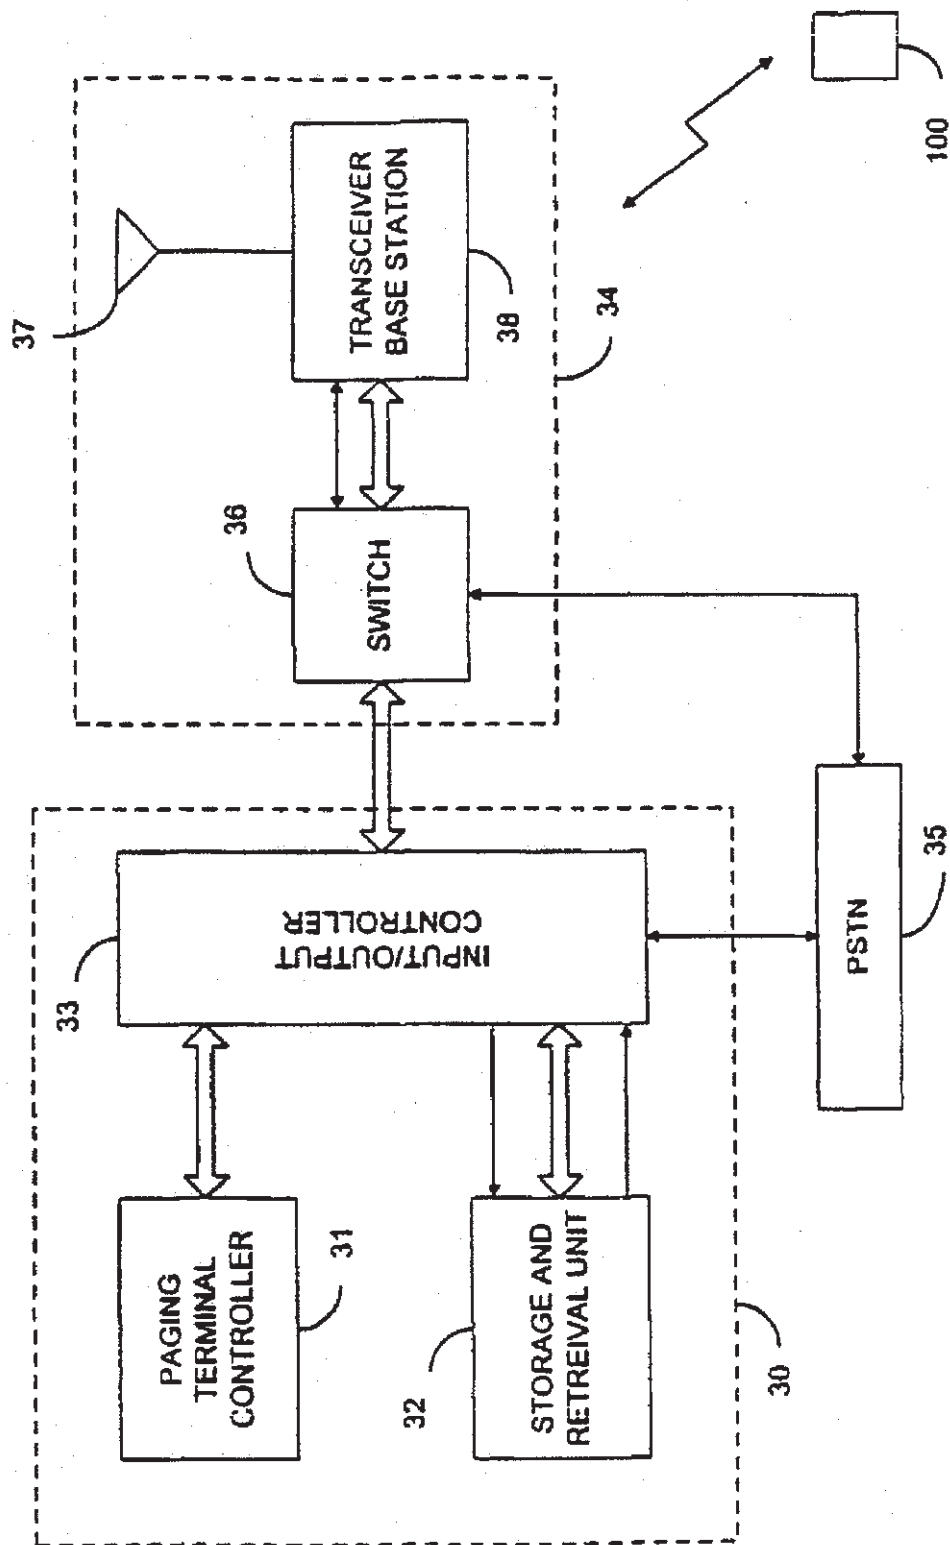 37
TRANSCEIVER
BASE STATION
38
34
100
36
SWITCH
33
INPUT/OUTPUT
CONTROLLER
PSTN
35
PAGING
TERMINAL
CONTROLLER
31
32
STORAGE AND
RETREIVAL UNIT
30